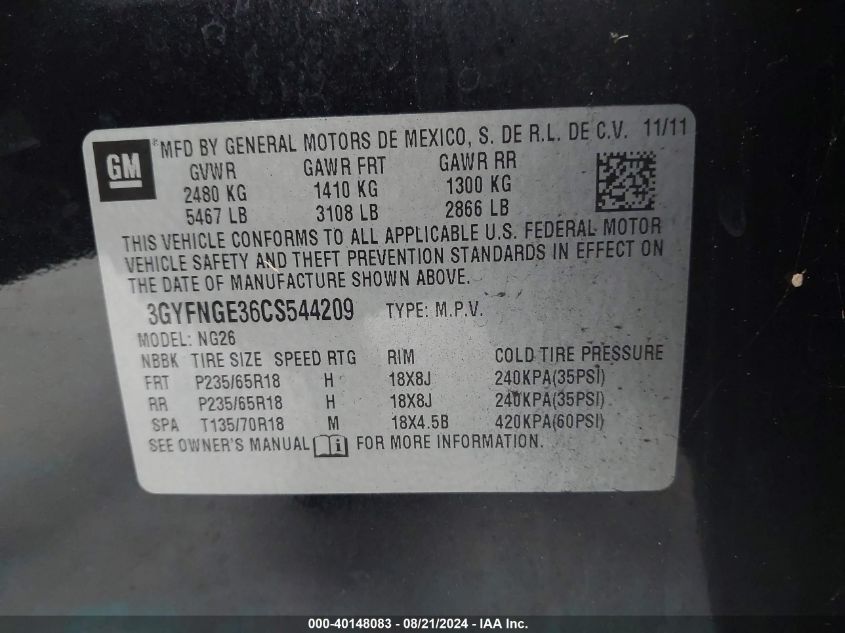 GM
*MFD BY GENERAL MOTORS DE MEXICO, S. DE R.L. DE C.V. 11/11
GVWR GAWR FRT GAWR RR
2480 KG 1410 KG 1300 KG
5467 LB 3108 LB 2866 LB
THIS VEHICLE CONFORMS TO ALL APPLICABLE U.S. FEDERAL MOTOR
VEHICLE SAFETY AND THEFT PREVENTION STANDARDS IN EFFECT ON
THE DATE OF MANUFACTURE SHOWN ABOVE.
3GYFNGE36CS544209 TYPE: M.P.V.
MODEL: NG26
NBBK TIRE SIZE SPEED RTG RIM COLD TIRE PRESSURE
FRT P235/65R18 H 18X8J 240KPA(35PSI)
RR P235/65R18 H 18X8J 240KPA(35PSI)
SPA T135/70R18 M 18X4.5B 420KPA(60PSI)
SEE OWNER'S MANUAL i FOR MORE INFORMATION.
000-40148083 - 08/21/2024 - IAA Inc.